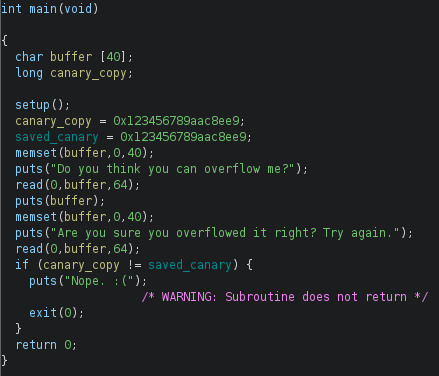 int main(void)
{
char buffer [40];
long canary_copy;
setup();
canary_copy = 0x123456789aac8ee9;
saved_canary = 0x123456789aac8ee9;
memset(buffer,0,40);
puts("Do you think you can overflow me?");
read(0,buffer,64);
puts(buffer);
memset(buffer,0,40);
puts("Are you sure you overflowed it right? Try again.");
read(0,buffer,64);
if (canary_copy != saved_canary) {
puts("Nope. :(");
/* WARNING: Subroutine does not return */
exit(0);
}
return 0;
}